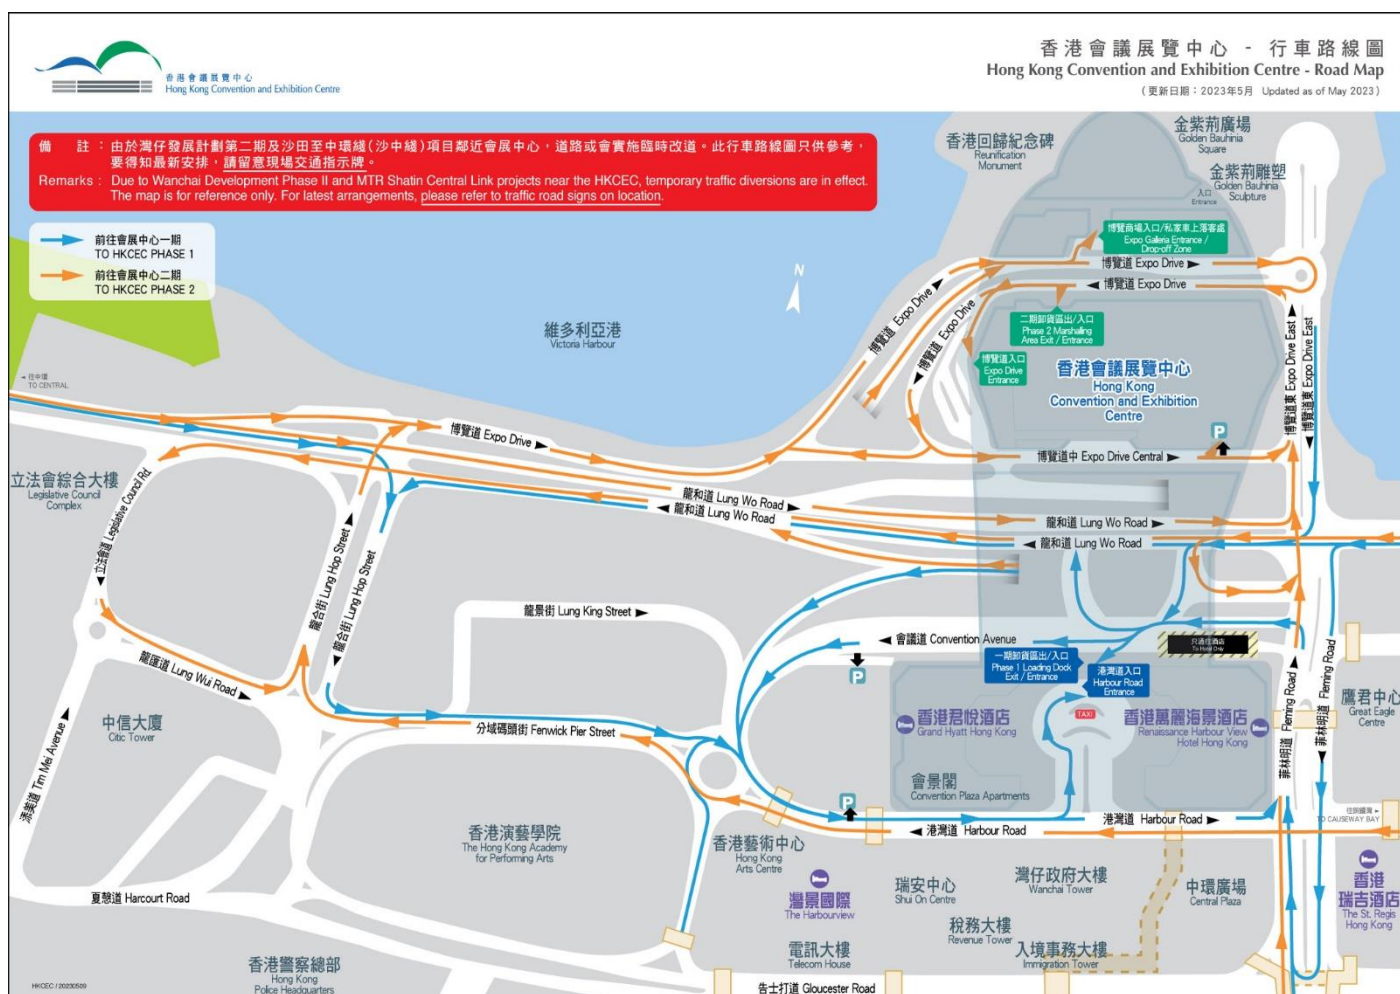 香港會議展覽中心
Hong Kong Convention and Exhibition Centre
香港會議展覽中心 - 行車路線圖
Hong Kong Convention and Exhibition Centre - Road Map
(更新日期：2023年5月 Updated as of May 2023)
備 註：由於灣仔發展計劃第二期及沙田至中環綫(沙中綫)項目鄰近會展中心，道路或會實施臨時改道。此行車路線圖只供參考，
要得知最新安排，請留意現場交通指示牌。
Remarks : Due to Wanchai Development Phase II and MTR Shatin Central Link projects near the HKCEC, temporary traffic diversions are in effect.
The map is for reference only. For latest arrangements, please refer to traffic road signs on location.
前往會展中心一期
TO HKCEC PHASE 1
前往會展中心二期
TO HKCEC PHASE 2
N
維多利亞港
Victoria Harbour
香港回歸紀念碑
Reunification
Monument
金紫荊廣場
Golden Bauhinia
Square
金紫荊雕塑
Golden Bauhinia
Sculpture
入口
Entrance
博覽商場入口/私家車上落客處
Expo Galleria Entrance /
Drop-off Zone
博覽道 Expo Drive
博覽道 Expo Drive
博覽道 Expo Drive
博覽道 Expo Drive
二期卸貨區出/入口
Phase 2 Marshalling
Area Exit / Entrance
博覽道入口
Expo Drive
Entrance
香港會議展覽中心
Hong Kong
Convention and Exhibition
Centre
博覽道東 Expo Drive East
博覽道東 Expo Drive East
往中環
TO CENTRAL
博覽道 Expo Drive
博覽道中 Expo Drive Central
P
立法會綜合大樓
Legislative Council
Complex
立法會道 Legislative Council Rd.
龍和道 Lung Wo Road
龍和道 Lung Wo Road
龍和道 Lung Wo Road
龍和道 Lung Wo Road
龍合街 Lung Hop Street
龍合街 Lung Hop Street
龍景街 Lung King Street
會議道 Convention Avenue
只通往酒店
To Hotel Only
P
一期卸貨區出/入口
Phase 1 Loading Dock
Exit / Entrance
港灣道入口
Harbour Road
Entrance
TAXI
龍匯道 Lung Wui Road
中信大廈
Citic Tower
添美道 Tim Mei Avenue
分域碼頭街 Fenwick Pier Street
香港君悅酒店
Grand Hyatt Hong Kong
香港萬麗海景酒店
Renaissance Harbour View
Hotel Hong Kong
菲林明道 Fleming Road
菲林明道 Fleming Road
鷹君中心
Great Eagle
Centre
會景閣
Convention Plaza Apartments
P
港灣道 Harbour Road
港灣道 Harbour Road
往銅鑼灣
TO CAUSEWAY BAY
香港演藝學院
The Hong Kong Academy
for Performing Arts
香港藝術中心
Hong Kong
Arts Centre
灣景國際
The Harbourview
瑞安中心
Shui On Centre
灣仔政府大樓
Wanchai Tower
中環廣場
Central Plaza
香港
瑞吉酒店
The St. Regis
Hong Kong
夏慤道 Harcourt Road
稅務大樓
Revenue Tower
電訊大樓
Telecom House
入境事務大樓
Immigration Tower
香港警察總部
Hong Kong
Police Headquarters
告士打道 Gloucester Road
HKCEC / 20230509